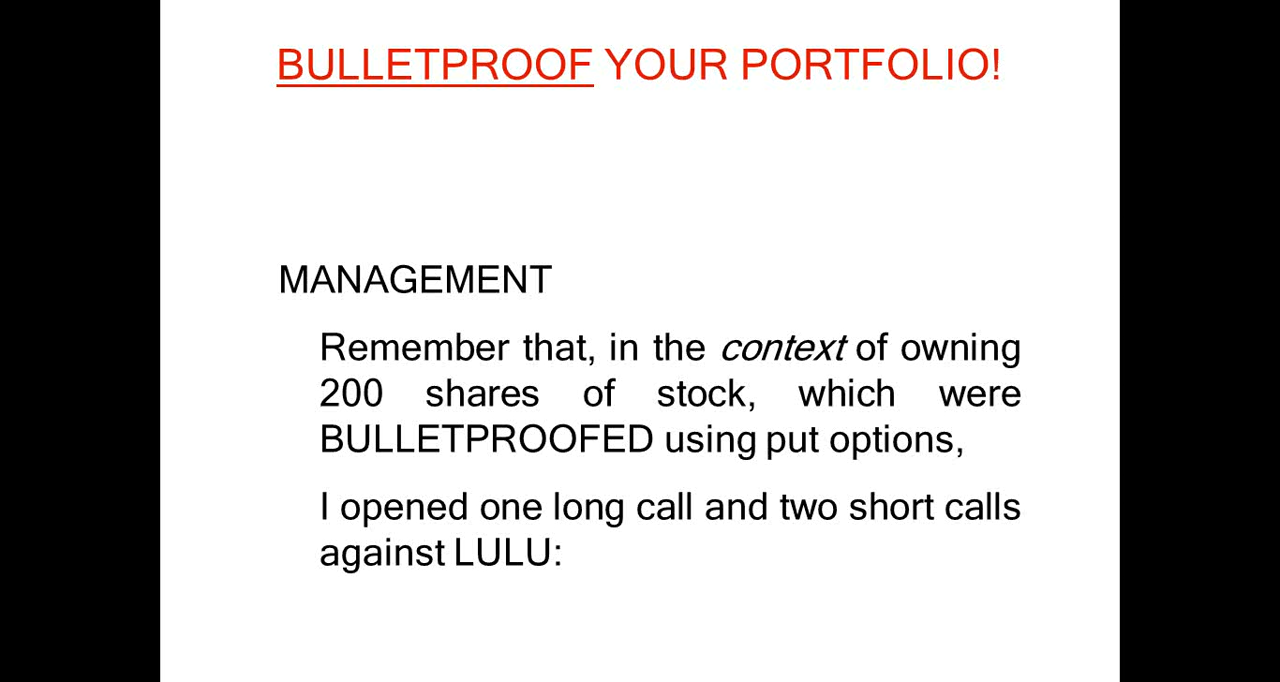 BULLETPROOF YOUR PORTFOLIO!
MANAGEMENT
Remember that, in the context of owning
200 shares of stock, which were
BULLETPROOFED using put options,
I opened one long call and two short calls
against LULU: